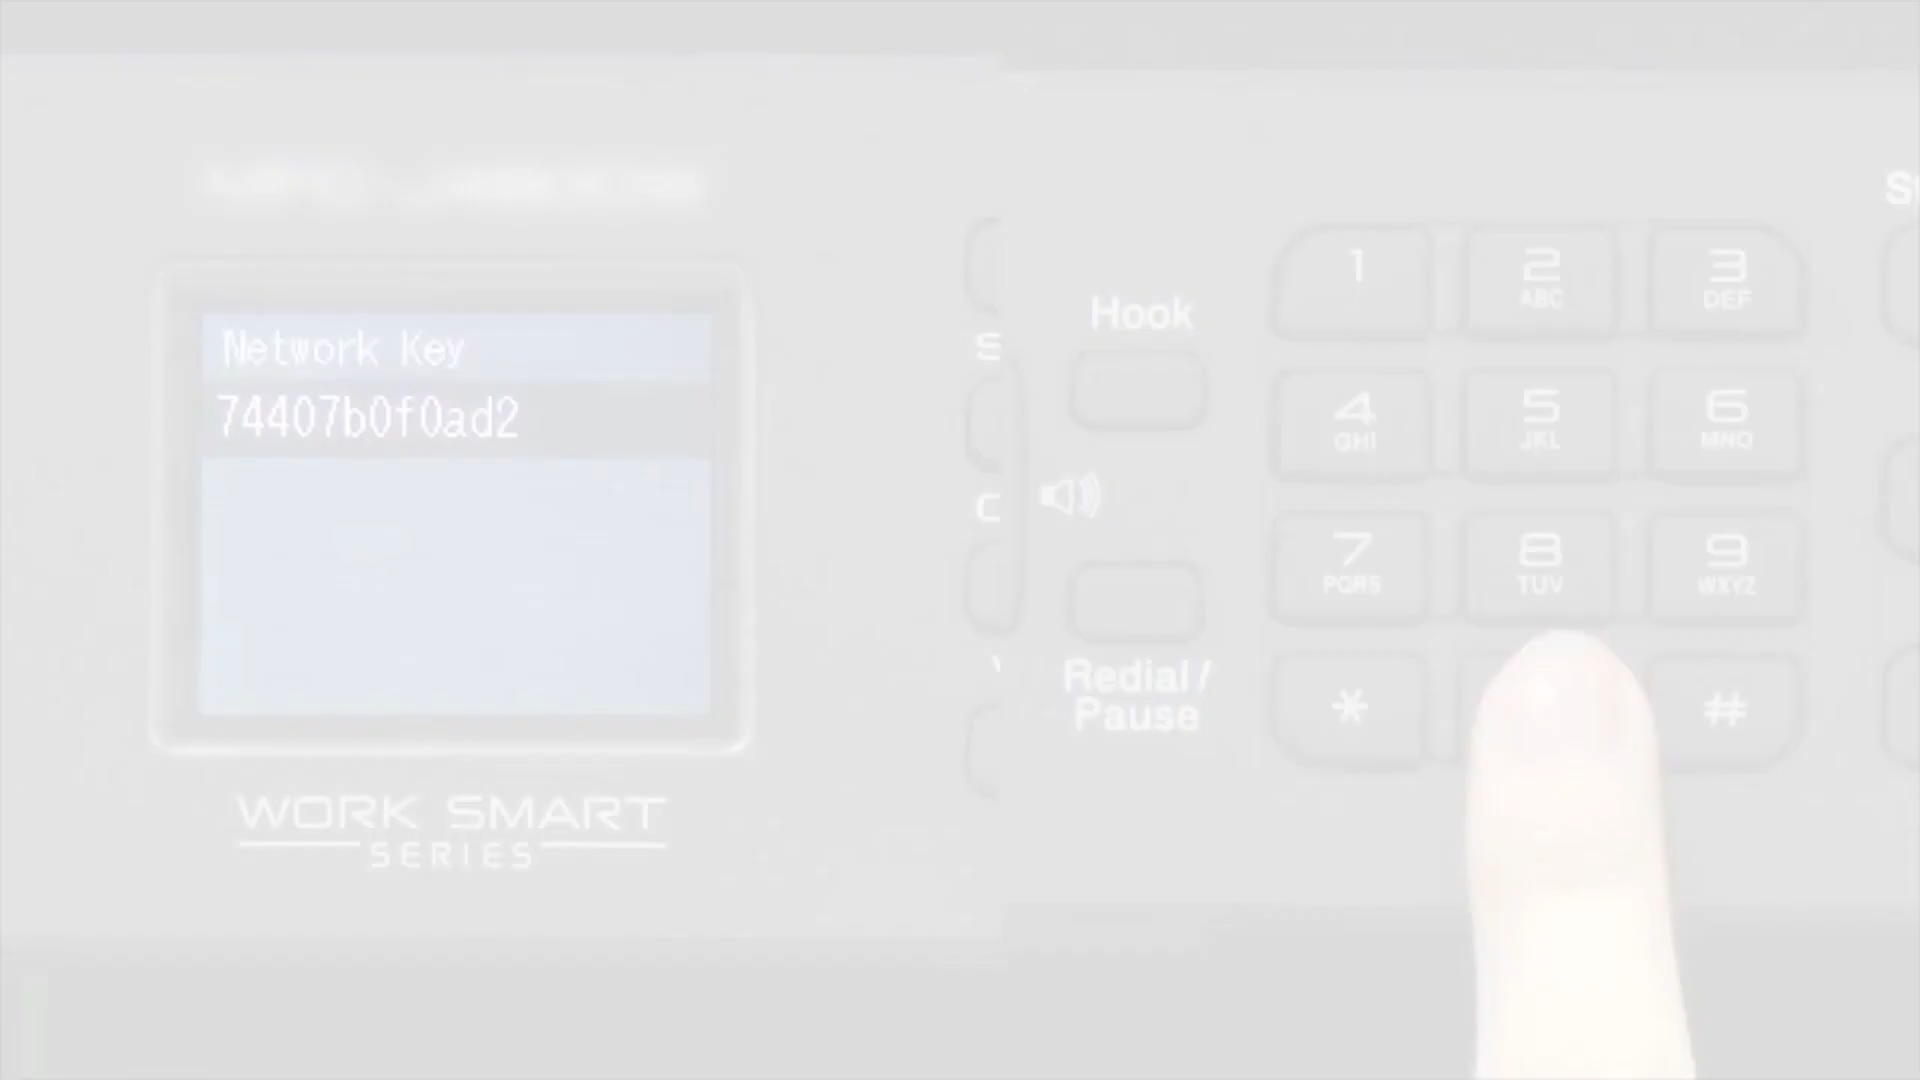 Network Key
74407b0f0ad2
WORK SMART
SERIES
Hook
Redial /
Pause
1
2
ABC
3
DEF
4
GHI
5
JKL
6
MNO
7
PQRS
8
TUV
9
WXYZ
*
#